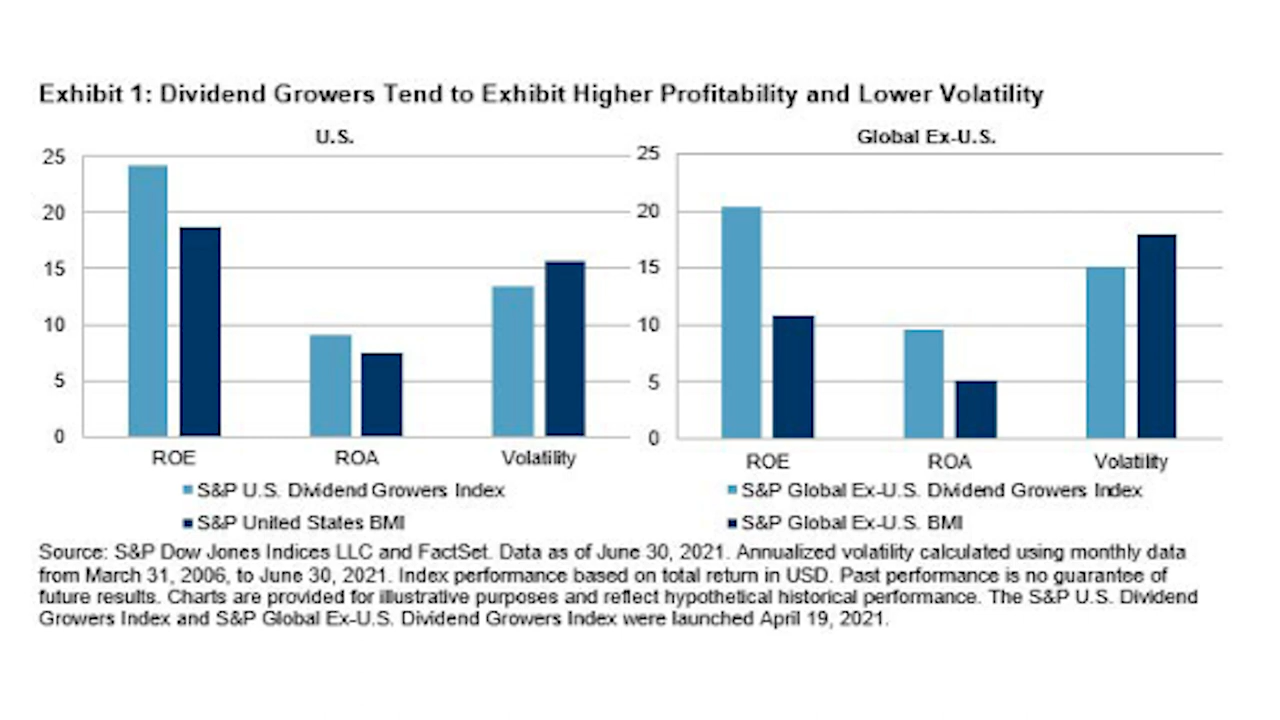 Exhibit 1: Dividend Growers Tend to Exhibit Higher Profitability and Lower Volatility
U.S.
25
20
15
10
5
0
ROE ROA Volatility
S&P U.S. Dividend Growers Index
S&P United States BMI
Global Ex-U.S.
25
20
15
10
5
0
ROE ROA Volatility
S&P Global Ex-U.S. Dividend Growers Index
S&P Global Ex-U.S. BMI
Source: S&P Dow Jones Indices LLC and FactSet. Data as of June 30, 2021. Annualized volatility calculated using monthly data
from March 31, 2006, to June 30, 2021. Index performance based on total return in USD. Past performance is no guarantee of
future results. Charts are provided for illustrative purposes and reflect hypothetical historical performance. The S&P U.S. Dividend
Growers Index and S&P Global Ex-U.S. Dividend Growers Index were launched April 19, 2021.